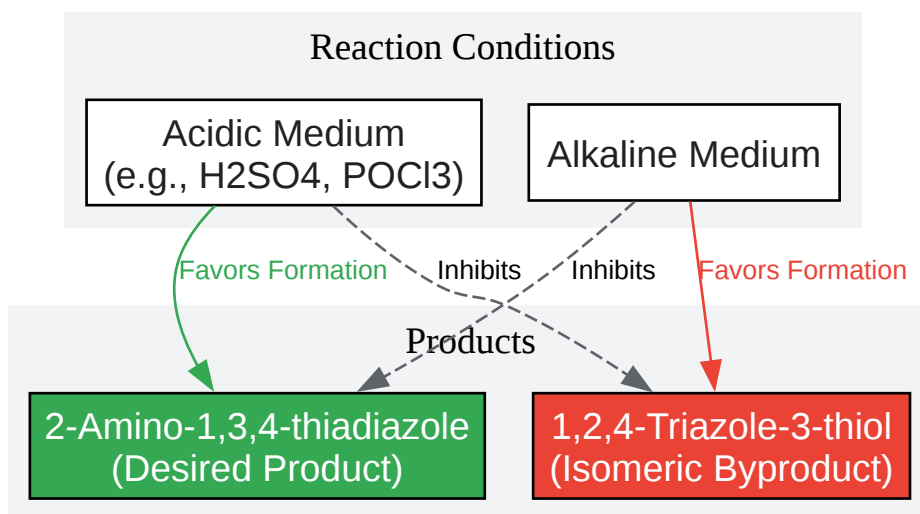 Reaction Conditions
Acidic Medium
(e.g., H2SO4, POCl3)
Alkaline Medium
Favors Formation
Inhibits
Inhibits
Favors Formation
Products
2-Amino-1,3,4-thiadiazole
(Desired Product)
1,2,4-Triazole-3-thiol
(Isomeric Byproduct)